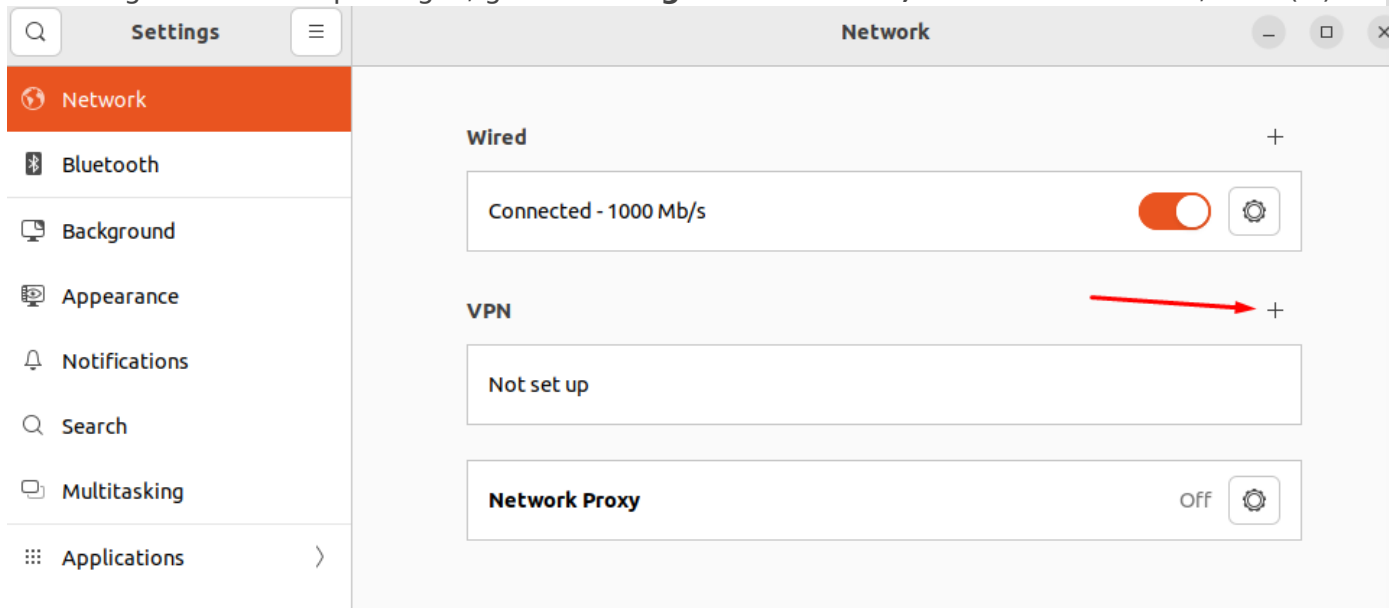 Settings
Network
Network
Bluetooth
Background
Appearance
Notifications
Search
Multitasking
Applications
Wired
Connected - 1000 Mb/s
VPN
Not set up
Network Proxy
Off